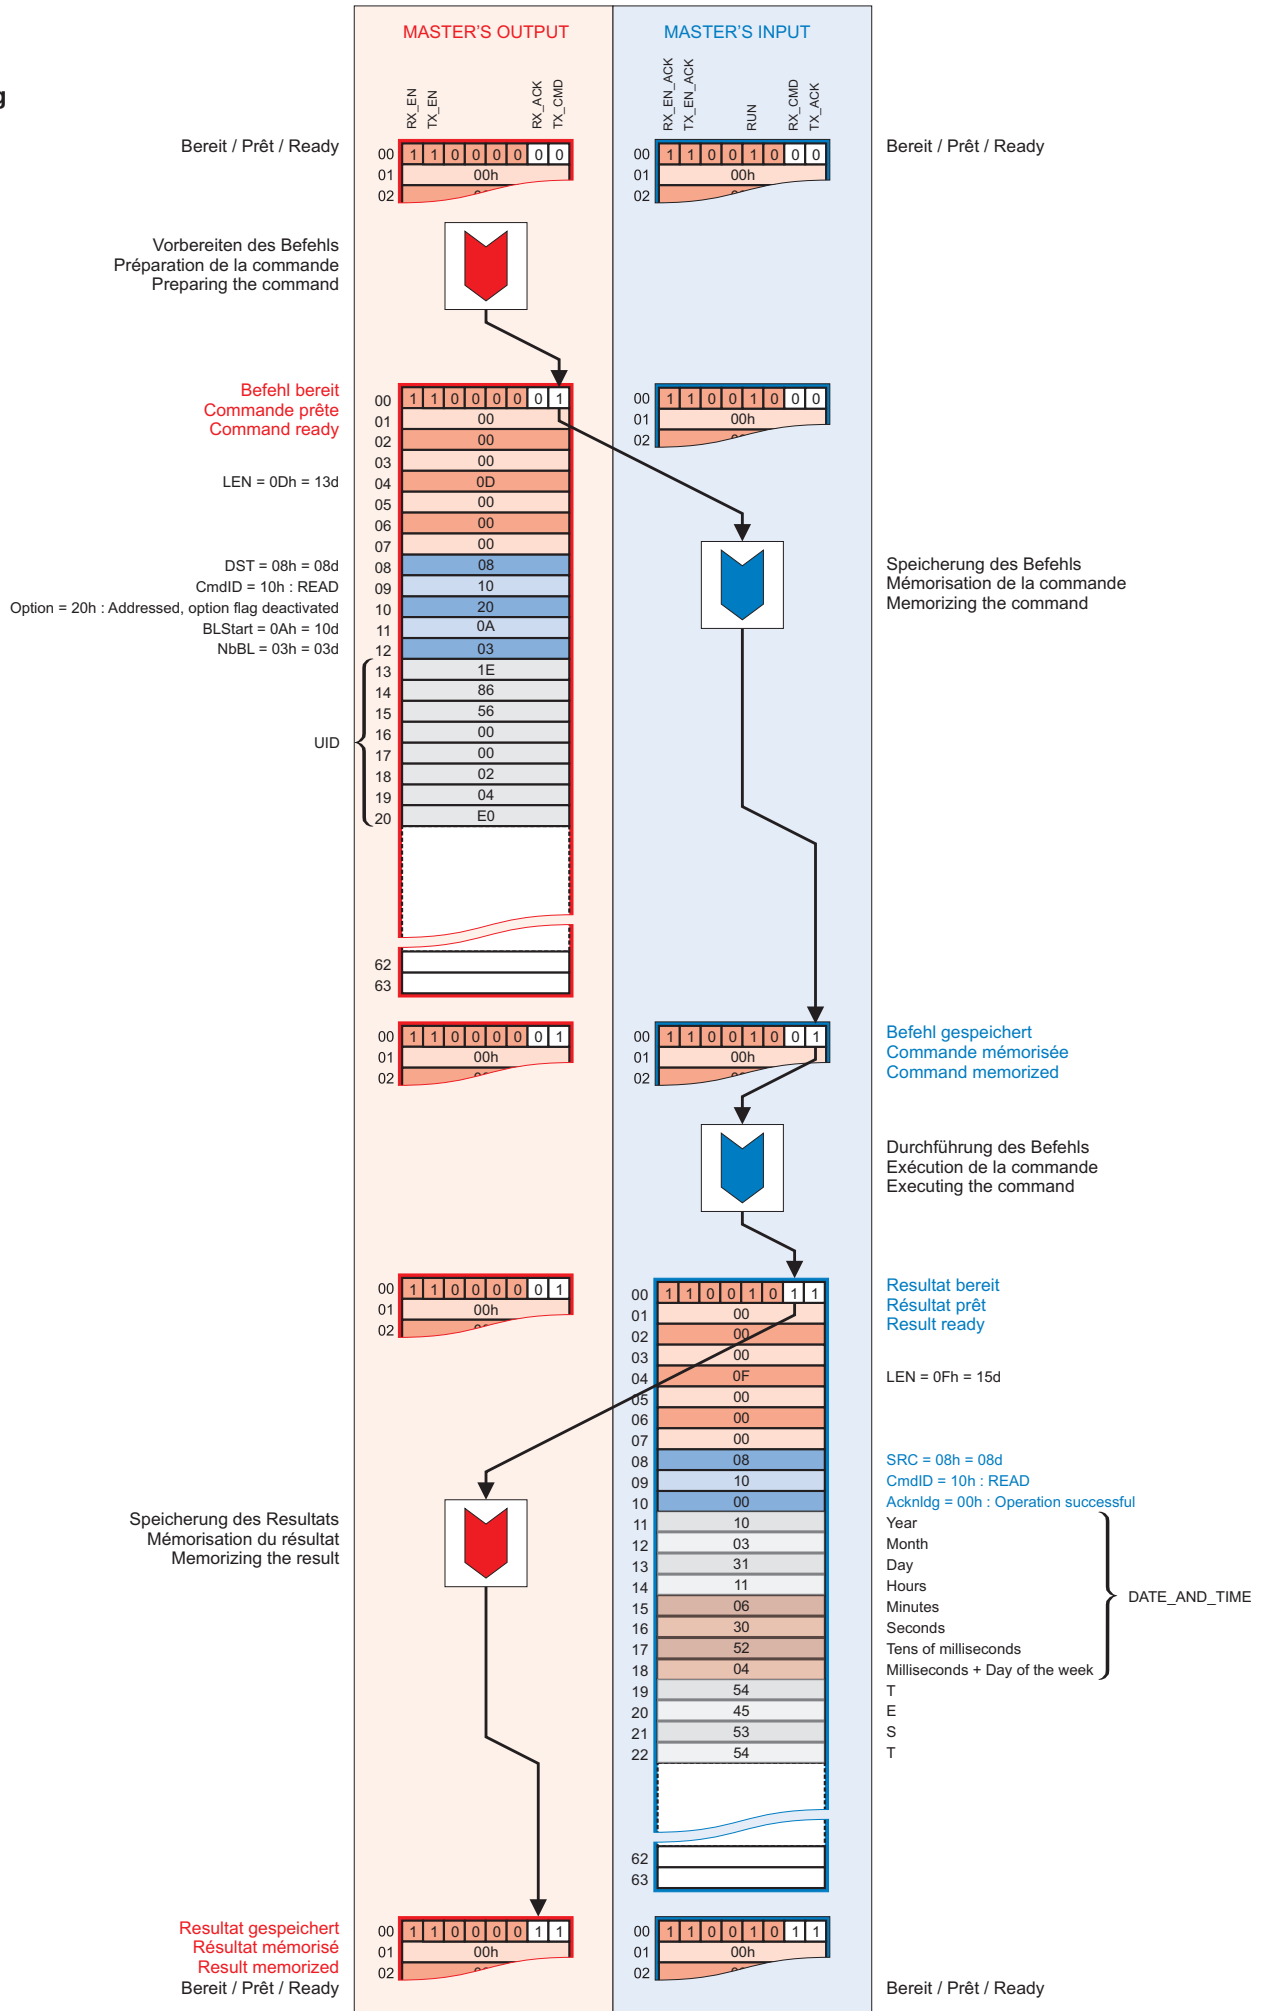 g
MASTER'S OUTPUT
MASTER'S INPUT
RX_EN
TX_EN
RX_ACK
TX_CMD
RX_EN_ACK
TX_EN_ACK
RUN
RX_CMD
TX_ACK
Bereit / Prêt / Ready
00 1 1 0 0 0 0 0 0
01 00h
02
00 1 1 0 0 1 0 0 0
01 00h
02
Bereit / Prêt / Ready
Vorbereiten des Befehls
Préparation de la commande
Preparing the command
Befehl bereit
Commande prête
Command ready
00 1 1 0 0 0 0 0 1
01 00
02 00
03 00
LEN = 0Dh = 13d
04 0D
05 00
06 00
07 00
DST = 08h = 08d
08 08
CmdID = 10h : READ
09 10
Option = 20h : Addressed, option flag deactivated
10 20
BLStart = 0Ah = 10d
11 0A
NbBL = 03h = 03d
12 03
UID
13 1E
14 86
15 56
16 00
17 00
18 02
19 04
20 E0
62
63
00 1 1 0 0 1 0 0 0
01 00h
02
Speicherung des Befehls
Mémorisation de la commande
Memorizing the command
00 1 1 0 0 0 0 0 1
01 00h
02
00 1 1 0 0 1 0 0 1
01 00h
02
Befehl gespeichert
Commande mémorisée
Command memorized
Durchführung des Befehls
Exécution de la commande
Executing the command
00 1 1 0 0 0 0 0 1
01 00h
02
Resultat bereit
Résultat prêt
Result ready
00 1 1 0 0 1 0 1 1
01 00
02 00
03 00
04 0F
LEN = 0Fh = 15d
05 00
06 00
07 00
08 08
SRC = 08h = 08d
09 10
CmdID = 10h : READ
10 00
Acknldg = 00h : Operation successful
11 10
Year
12 03
Month
13 31
Day
14 11
Hours
15 06
Minutes
16 30
Seconds
17 52
Tens of milliseconds
18 04
Milliseconds + Day of the week
DATE_AND_TIME
19 54
T
20 45
E
21 53
S
22 54
T
62
63
Speicherung des Resultats
Mémorisation du résultat
Memorizing the result
Resultat gespeichert
Résultat mémorisé
Result memorized
Bereit / Prêt / Ready
00 1 1 0 0 0 0 1 1
01 00h
02
00 1 1 0 0 1 0 1 1
01 00h
02
Bereit / Prêt / Ready